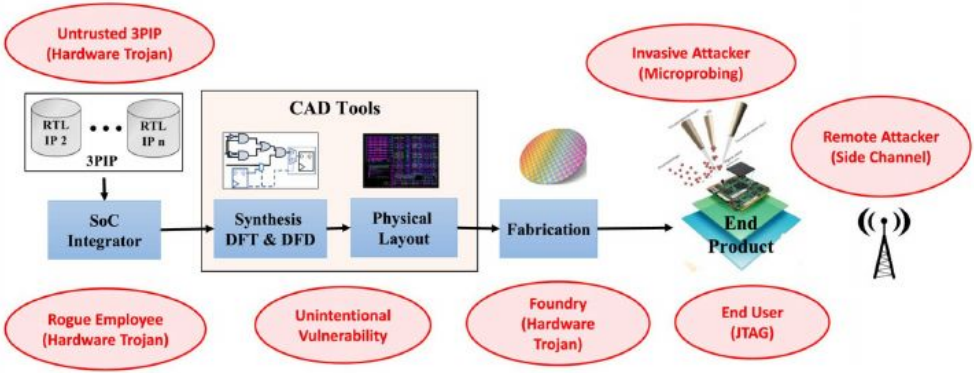 Untrusted 3PIP
(Hardware Trojan)
Invasive Attacker
(Microprobing)
CAD Tools
RTL
IP 2
RTL
IP n
3PIP
Remote Attacker
(Side Channel)
SoC
Integrator
Synthesis
DFT & DFD
Physical
Layout
Fabrication
End
Product
Rogue Employee
(Hardware Trojan)
Unintentional
Vulnerability
Foundry
(Hardware
Trojan)
End User
(JTAG)